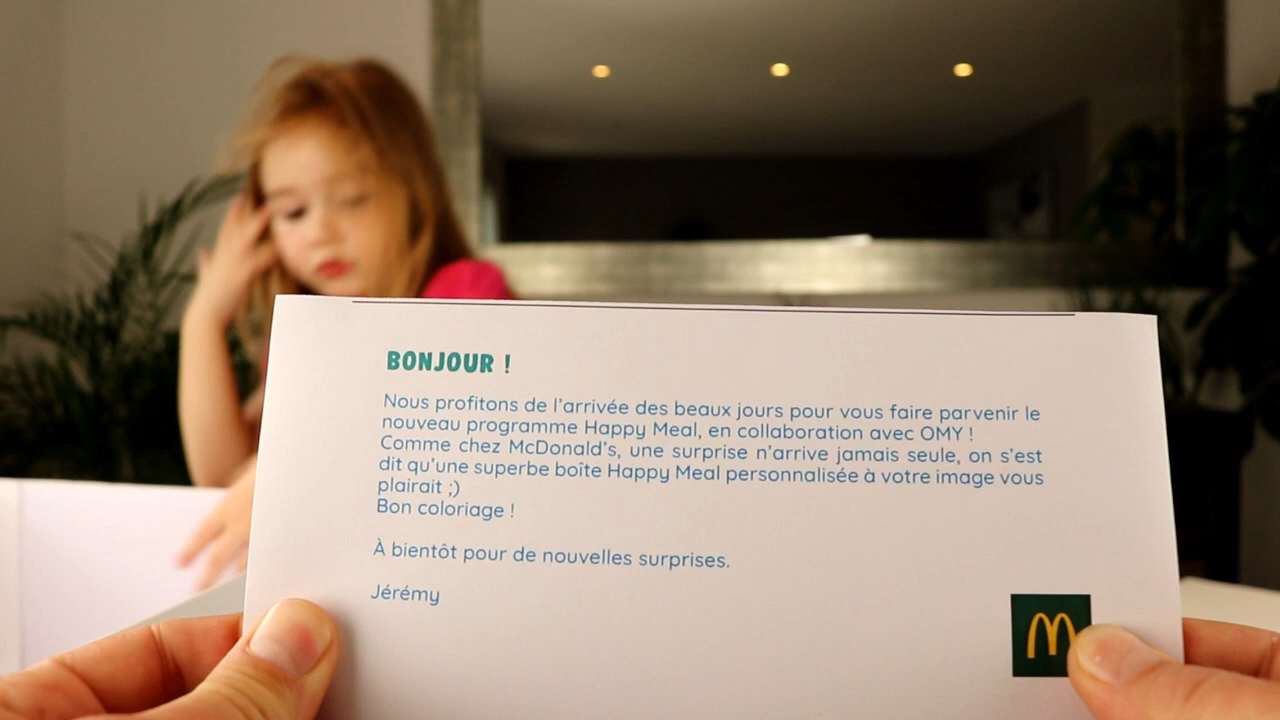 BONJOUR !
Nous profitons de l'arrivée des beaux jours pour vous faire parvenir le
nouveau programme Happy Meal, en collaboration avec OMY !
Comme chez McDonald's, une surprise n'arrive jamais seule, on s'est
dit qu'une superbe boîte Happy Meal personnalisée à votre image vous
plairait ;)
Bon coloriage !
À bientôt pour de nouvelles surprises.
Jérémy